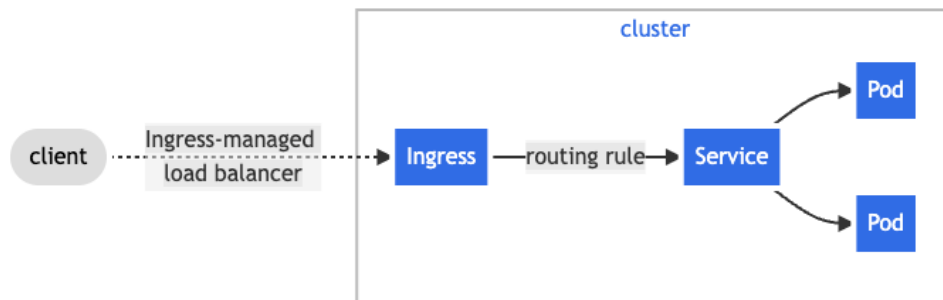 cluster
client
Ingress-managed
load balancer
Ingress
routing rule
Service
Pod
Pod